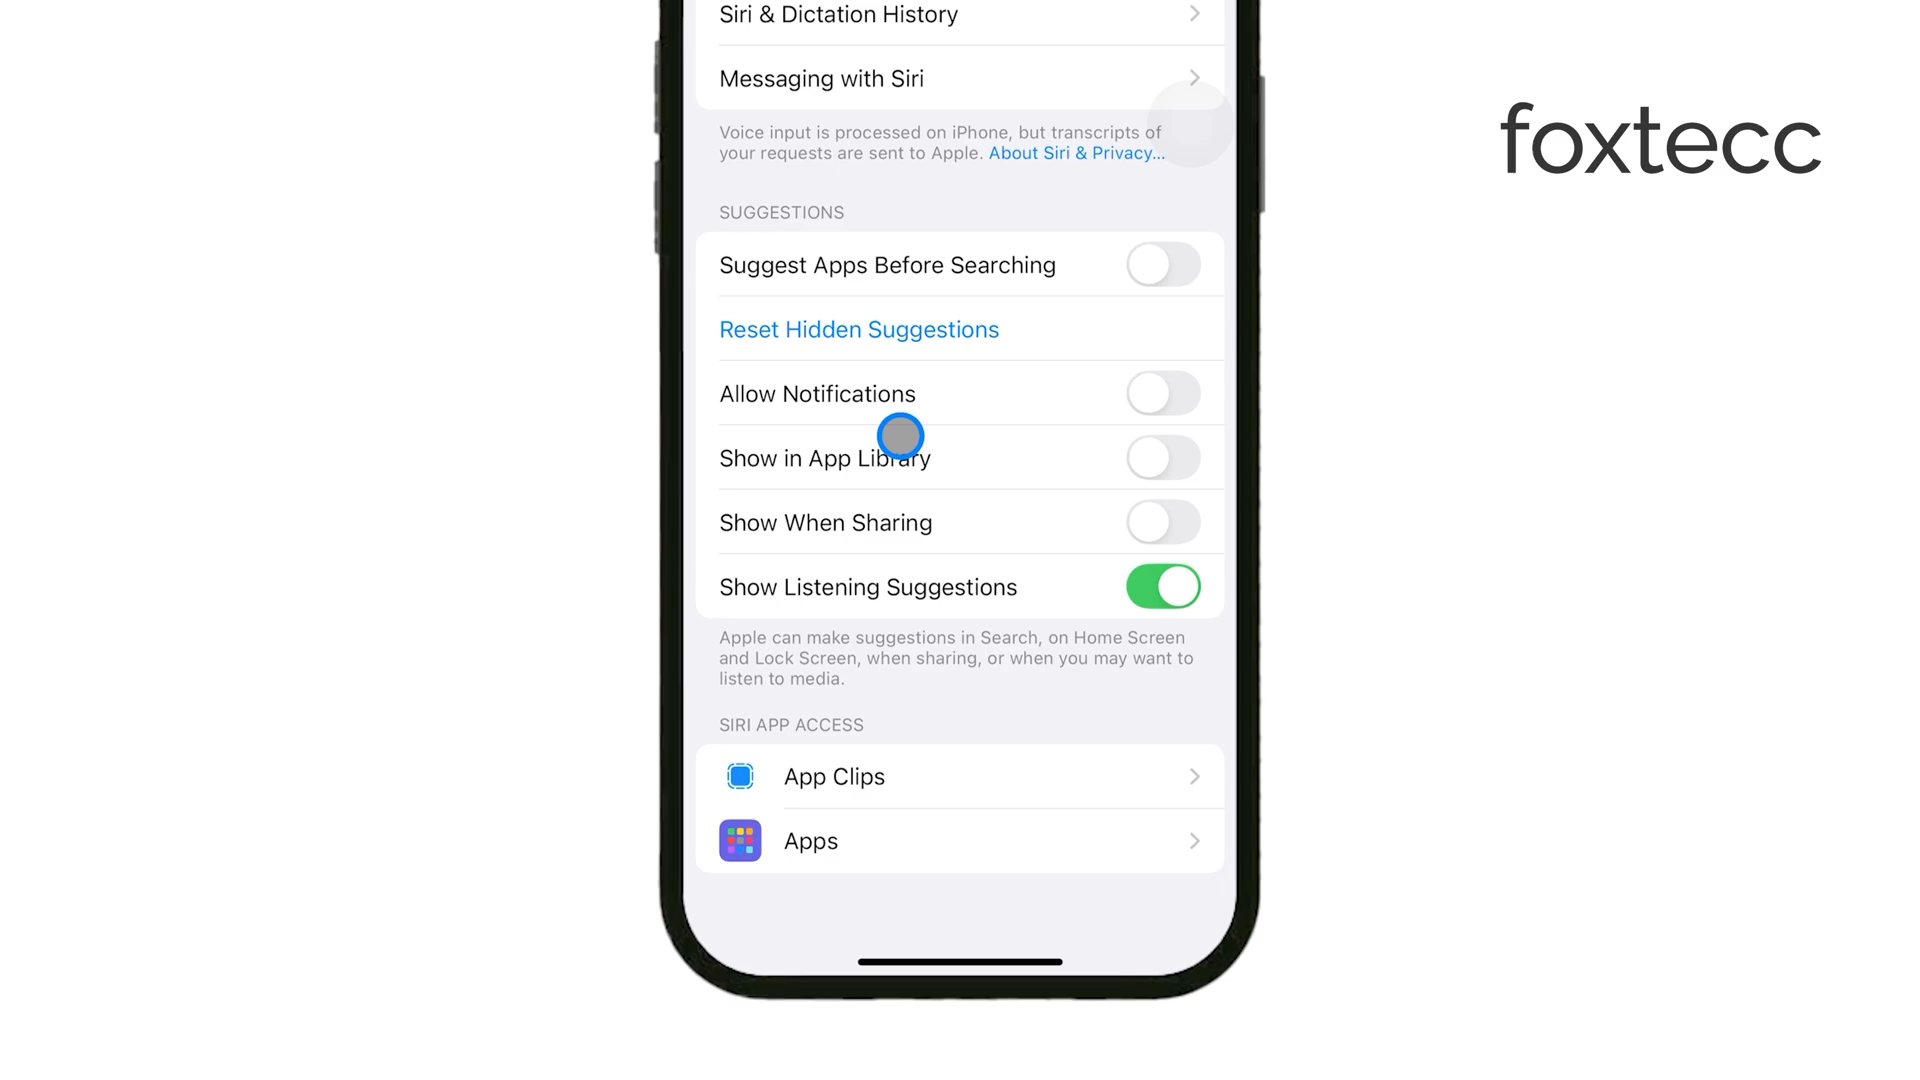 Siri & Dictation History
Messaging with Siri
Voice input is processed on iPhone, but transcripts of
your requests are sent to Apple. About Siri & Privacy...
foxtecc
SUGGESTIONS
Suggest Apps Before Searching
Reset Hidden Suggestions
Allow Notifications
Show in App Library
Show When Sharing
Show Listening Suggestions
Apple can make suggestions in Search, on Home Screen
and Lock Screen, when sharing, or when you may want to
listen to media.
SIRI APP ACCESS
App Clips
Apps